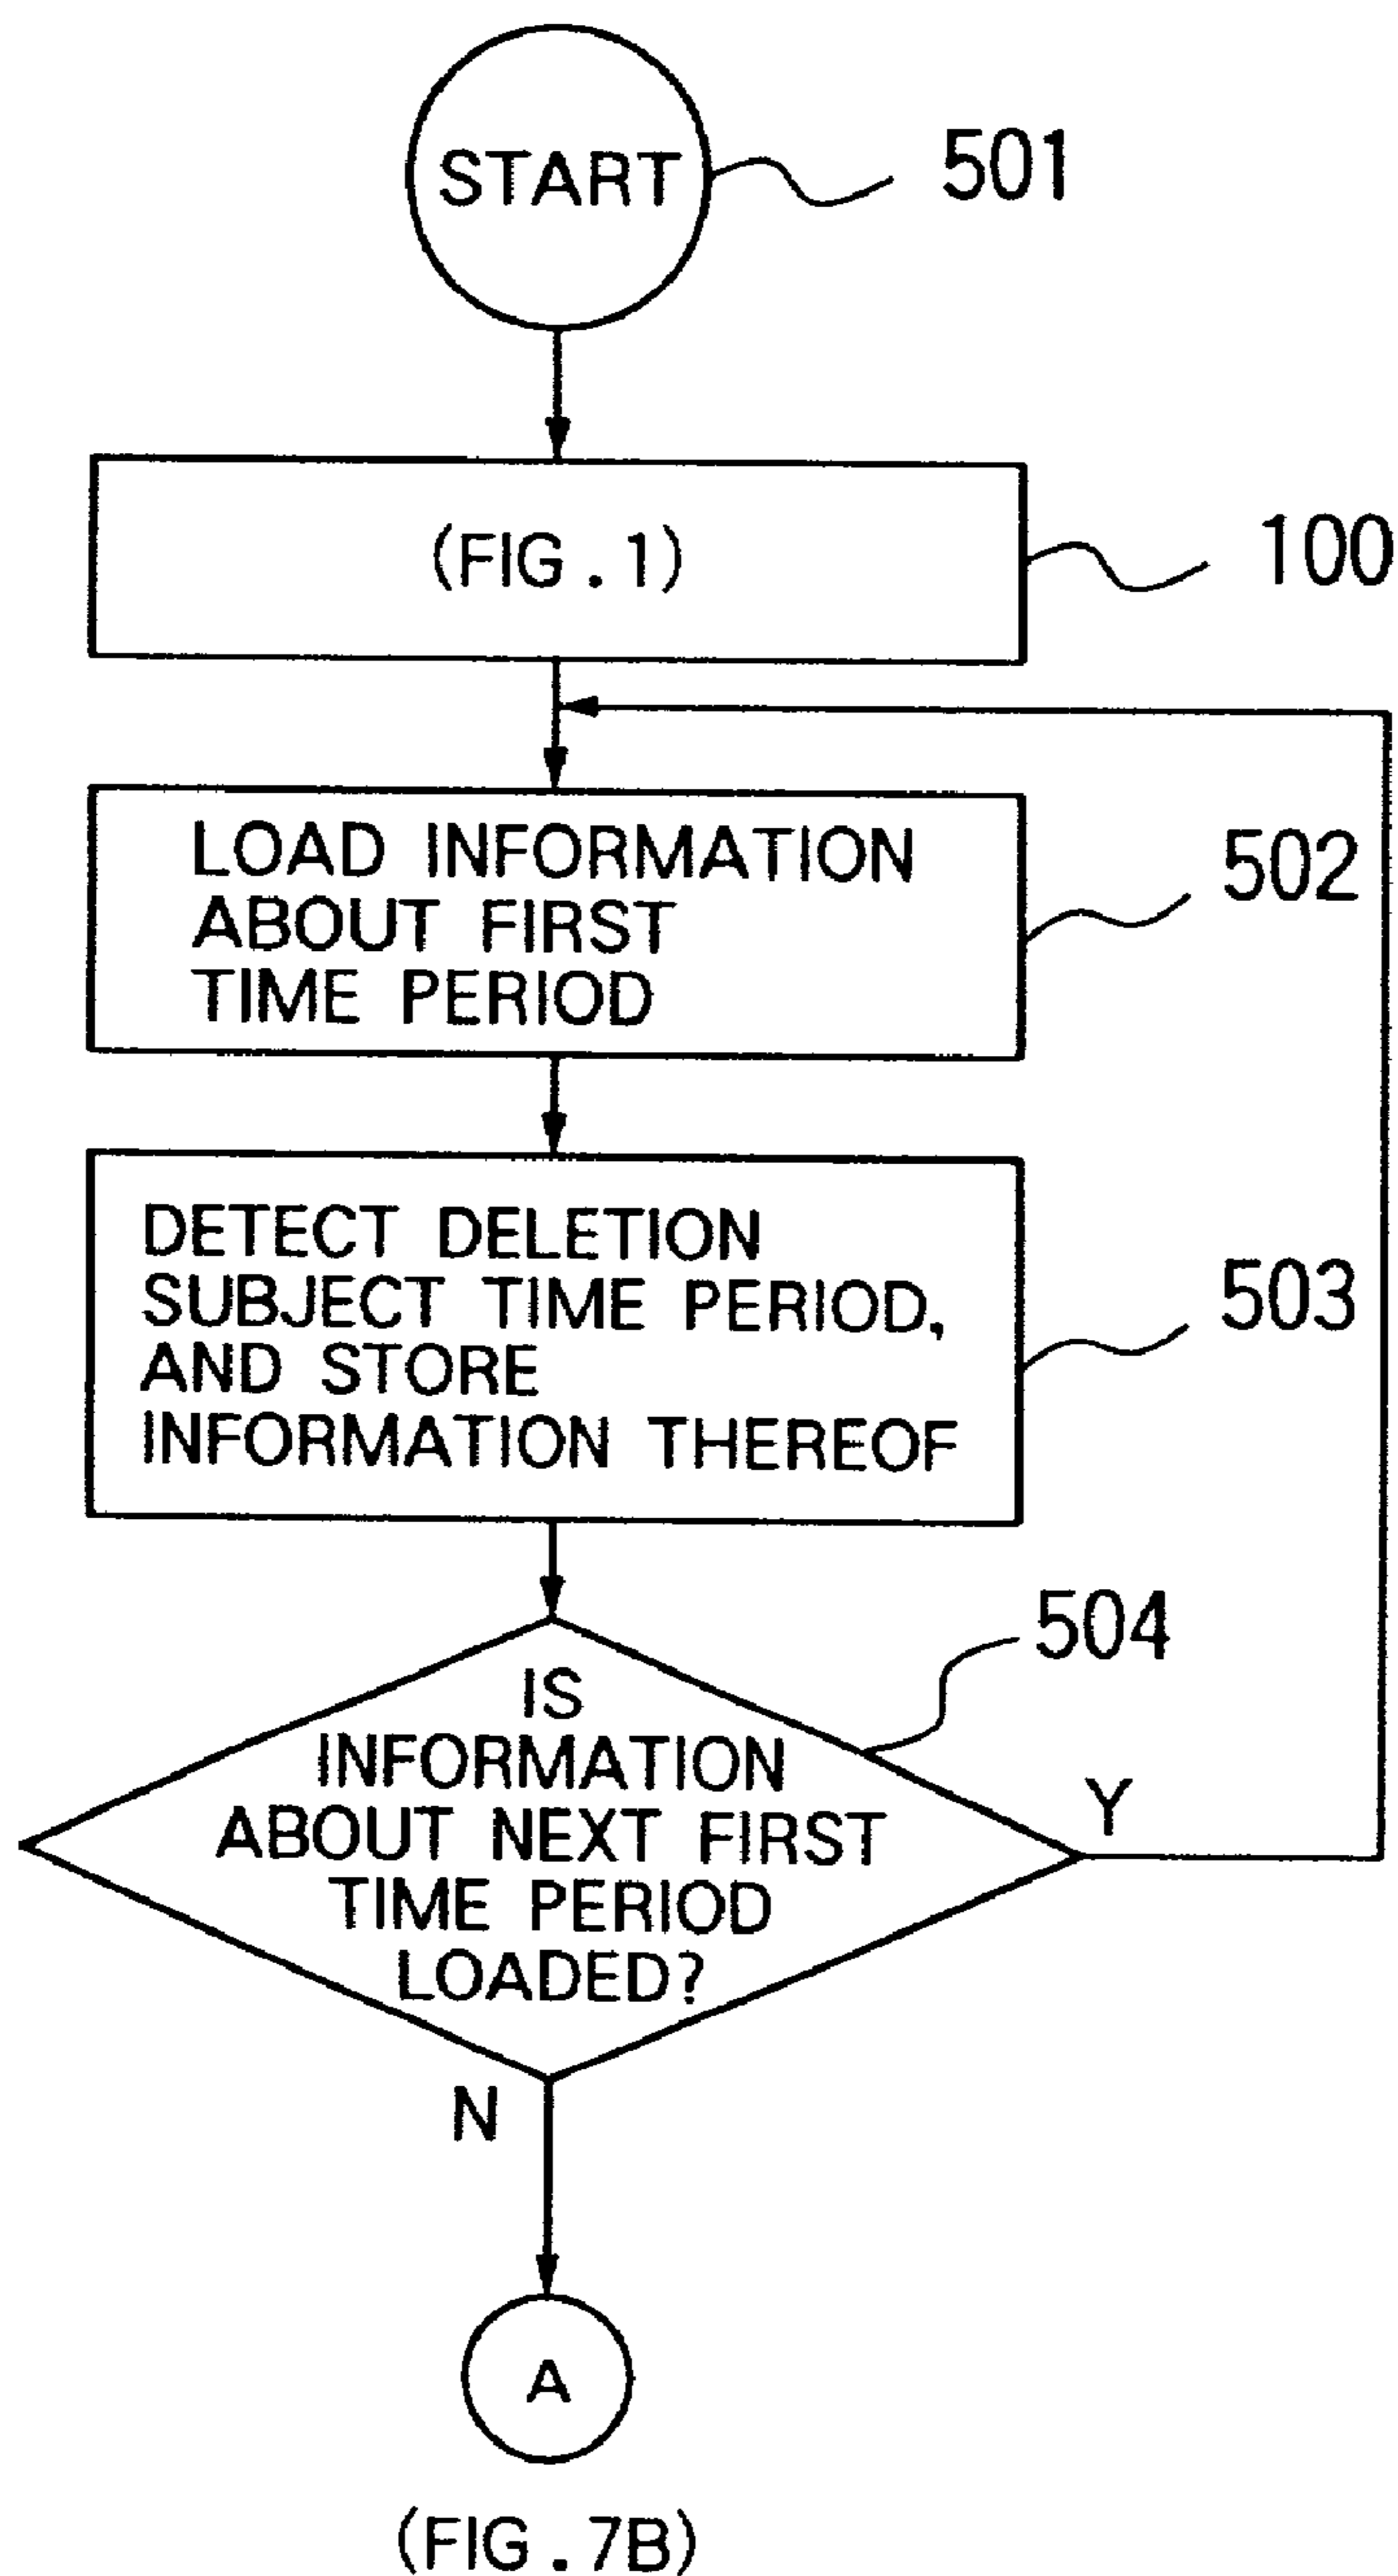 START
501
(FIG.1)
100
LOAD INFORMATION
ABOUT FIRST
TIME PERIOD
502
DETECT DELETION
SUBJECT TIME PERIOD,
AND STORE
INFORMATION THEREOF
503
504
IS
INFORMATION
ABOUT NEXT FIRST
TIME PERIOD
LOADED?
Y
N
A
(FIG.7B)